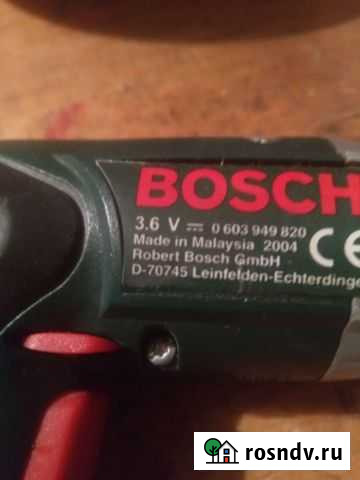 BOSCH
3.6 V ⎓ 0 603 949 820
Made in Malaysia 2004 CE
Robert Bosch GmbH
D-70745 Leinfelden-Echterdinge
rosndv.ru